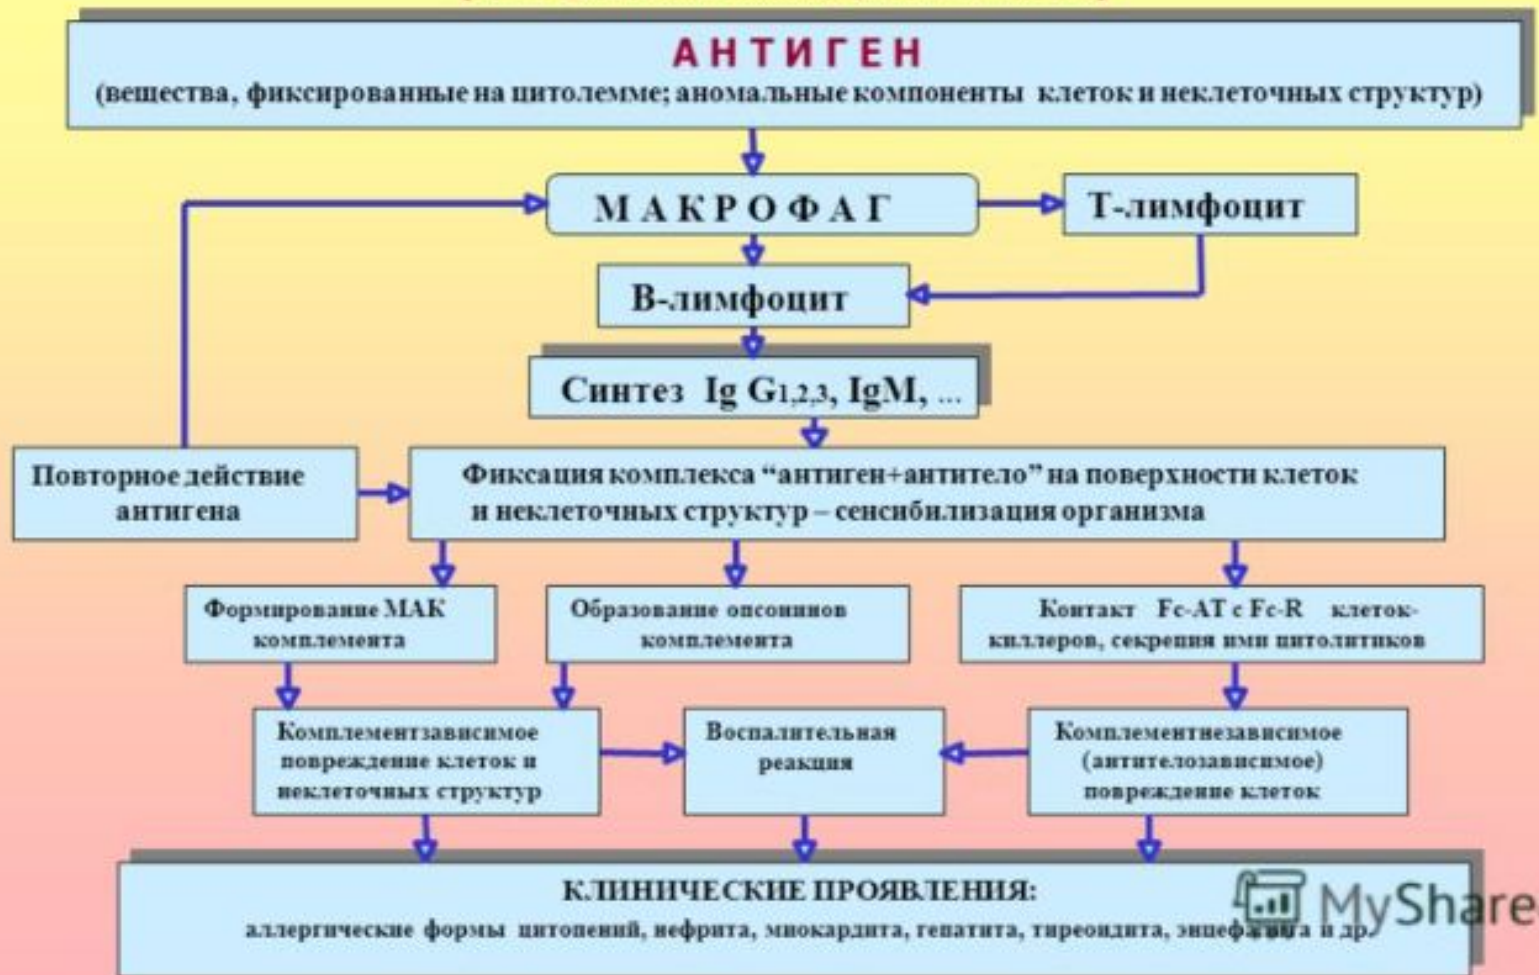 АНТИГЕН
(вещества, фиксированные на цитолемме; аномальные компоненты клеток и неклеточных структур)
МАКРОФАГ
Т-лимфоцит
В-лимфоцит
Синтез Ig G1,2,3, IgM, ...
Повторное действие
антигена
Фиксация комплекса “антиген+антитело” на поверхности клеток
и неклеточных структур – сенсибилизация организма
Формирование МАК
комплемента
Образование опсонинов
комплемента
Контакт Fc-АТ с Fc-R клеток-
киллеров, секреция ими цитолитиков
Комплементзависимое
повреждение клеток и
неклеточных структур
Воспалительная
реакция
Комплементнезависимое
(антителозависимое)
повреждение клеток
КЛИНИЧЕСКИЕ ПРОЯВЛЕНИЯ:
аллергические формы цитопений, нефрита, миокардита, гепатита, тиреоидита, энцефалита и др.
MyShare